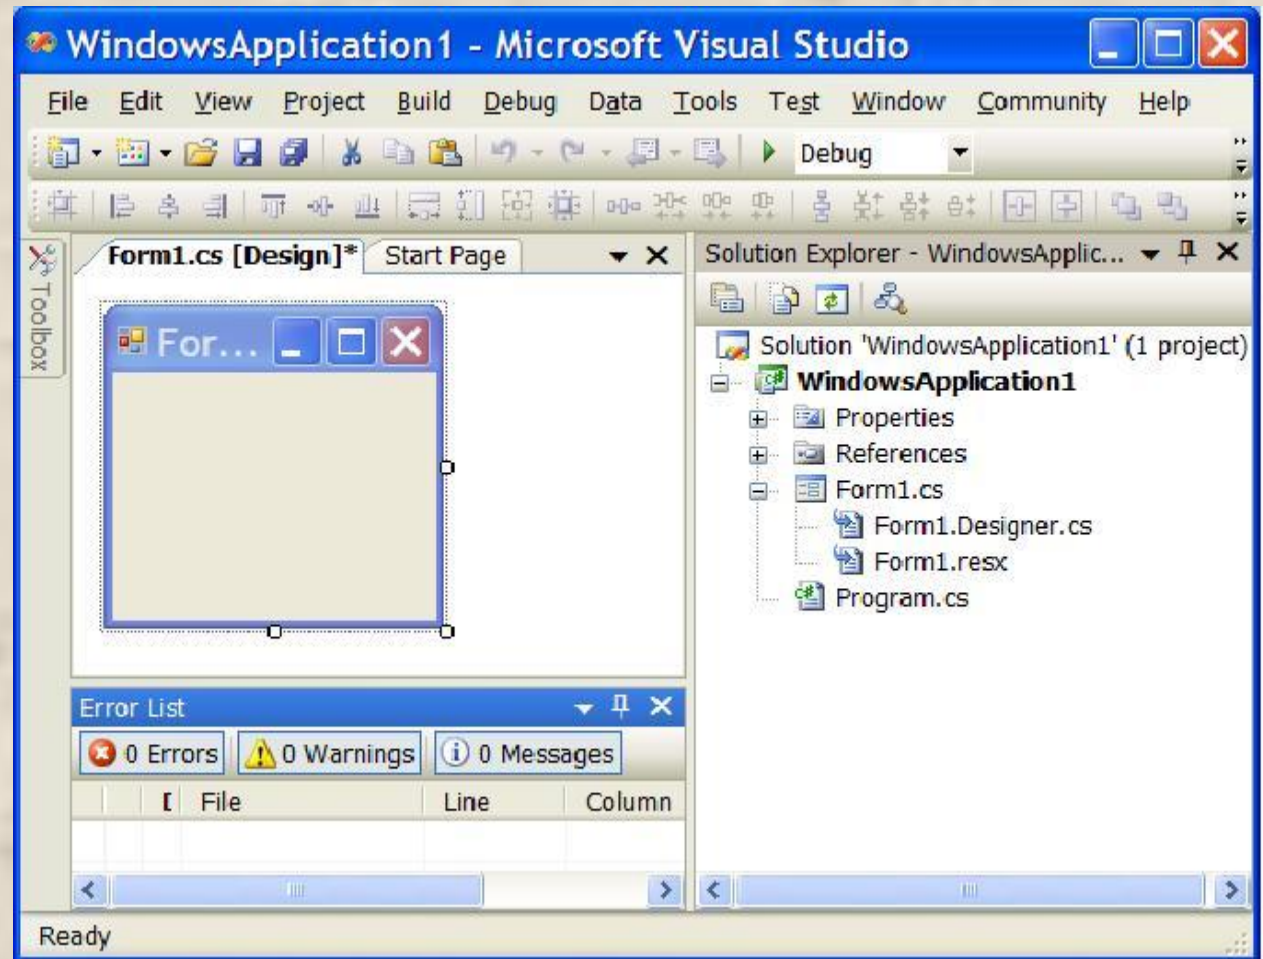 WindowsApplication1 - Microsoft Visual Studio
File Edit View Project Build Debug Data Tools Test Window Community Help
Debug
Toolbox
Form1.cs [Design]* Start Page
For...
Error List
0 Errors 0 Warnings 0 Messages
File Line Column
Solution Explorer - WindowsApplic...
Solution 'WindowsApplication1' (1 project)
WindowsApplication1
Properties
References
Form1.cs
Form1.Designer.cs
Form1.resx
Program.cs
Ready